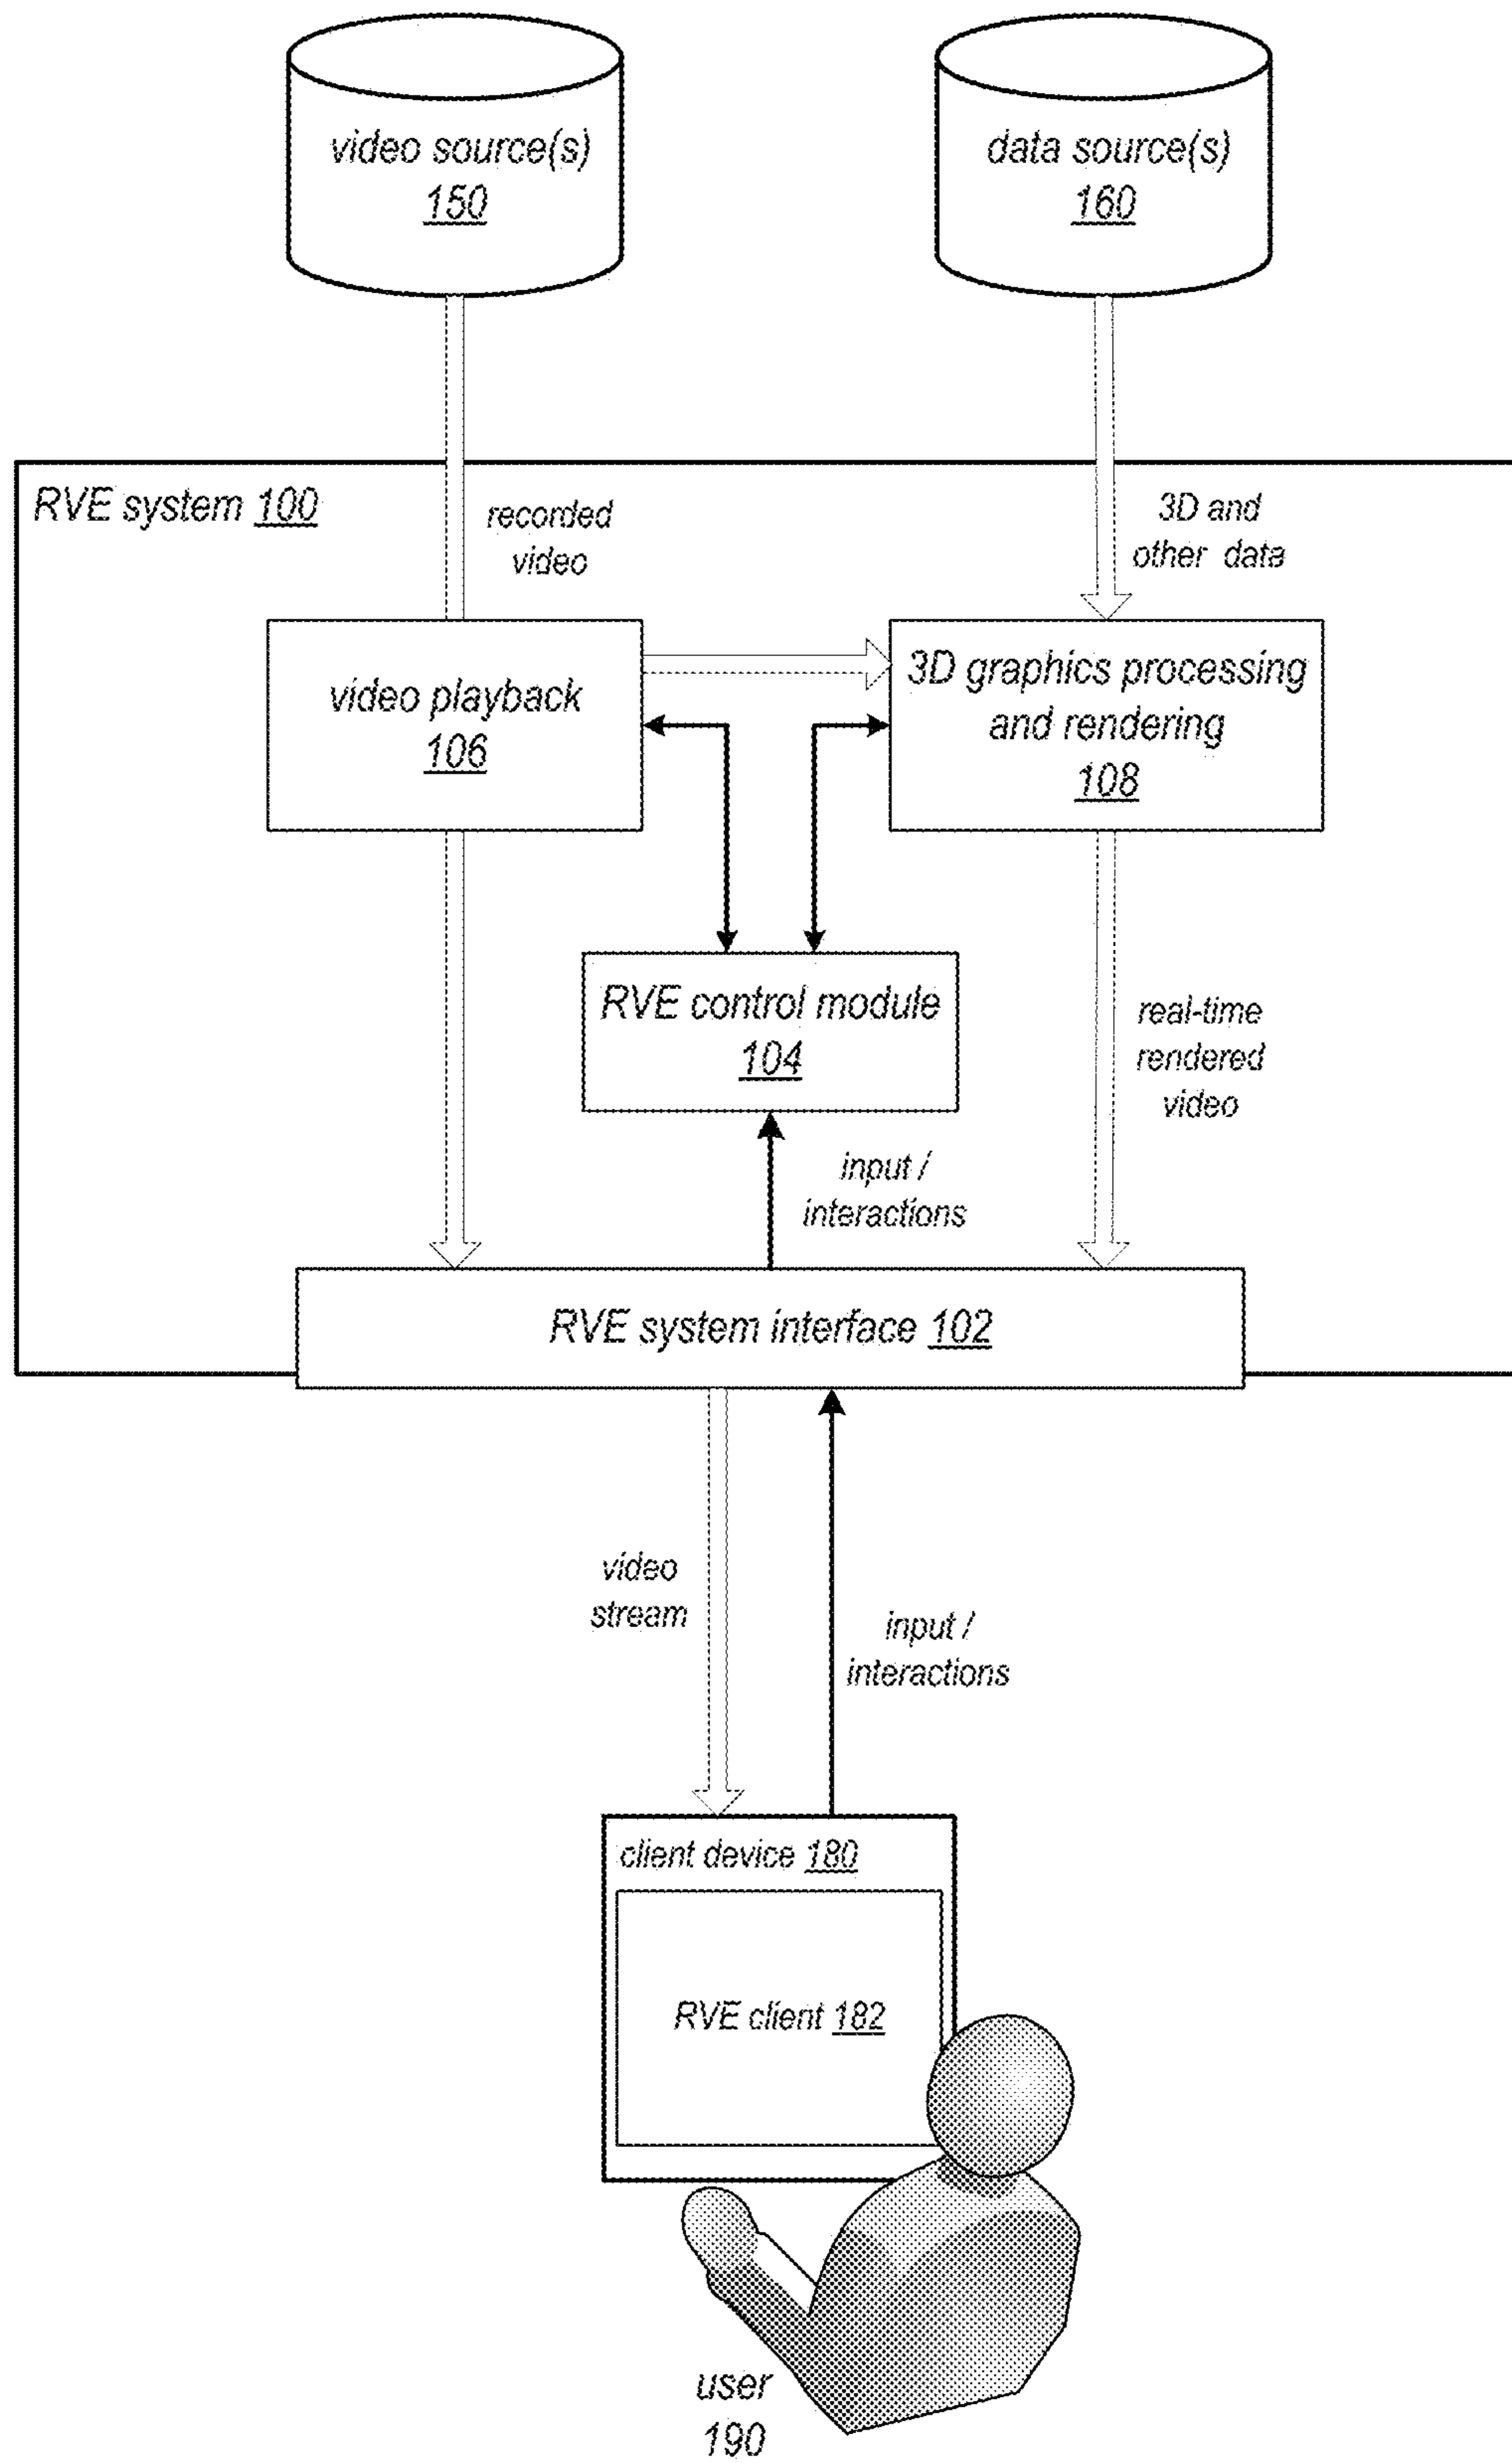 video source(s)
150
data source(s)
160
RVE system 100
recorded
video
3D and
other data
video playback
106
3D graphics processing
and rendering
108
RVE control module
104
real-time
rendered
video
input /
interactions
RVE system interface 102
video
stream
input /
interactions
client device 180
RVE client 182
user
190